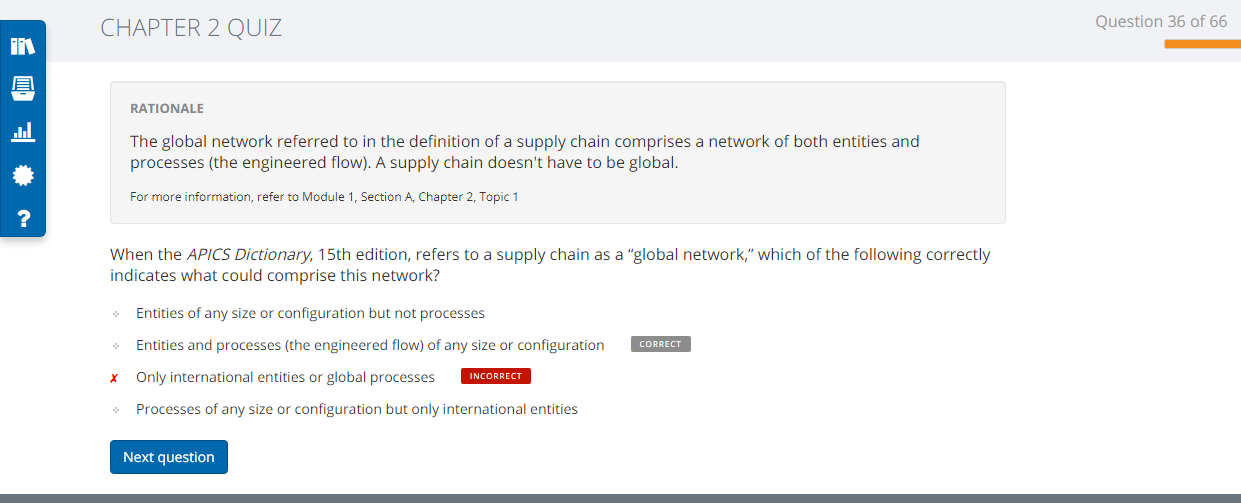 CHAPTER 2 QUIZ
Question 36 of 66
RATIONALE
The global network referred to in the definition of a supply chain comprises a network of both entities and
processes (the engineered flow). A supply chain doesn't have to be global.
For more information, refer to Module 1, Section A, Chapter 2, Topic 1
When the APICS Dictionary, 15th edition, refers to a supply chain as a “global network,” which of the following correctly
indicates what could comprise this network?
Entities of any size or configuration but not processes
Entities and processes (the engineered flow) of any size or configuration CORRECT
Only international entities or global processes INCORRECT
Processes of any size or configuration but only international entities
Next question
?